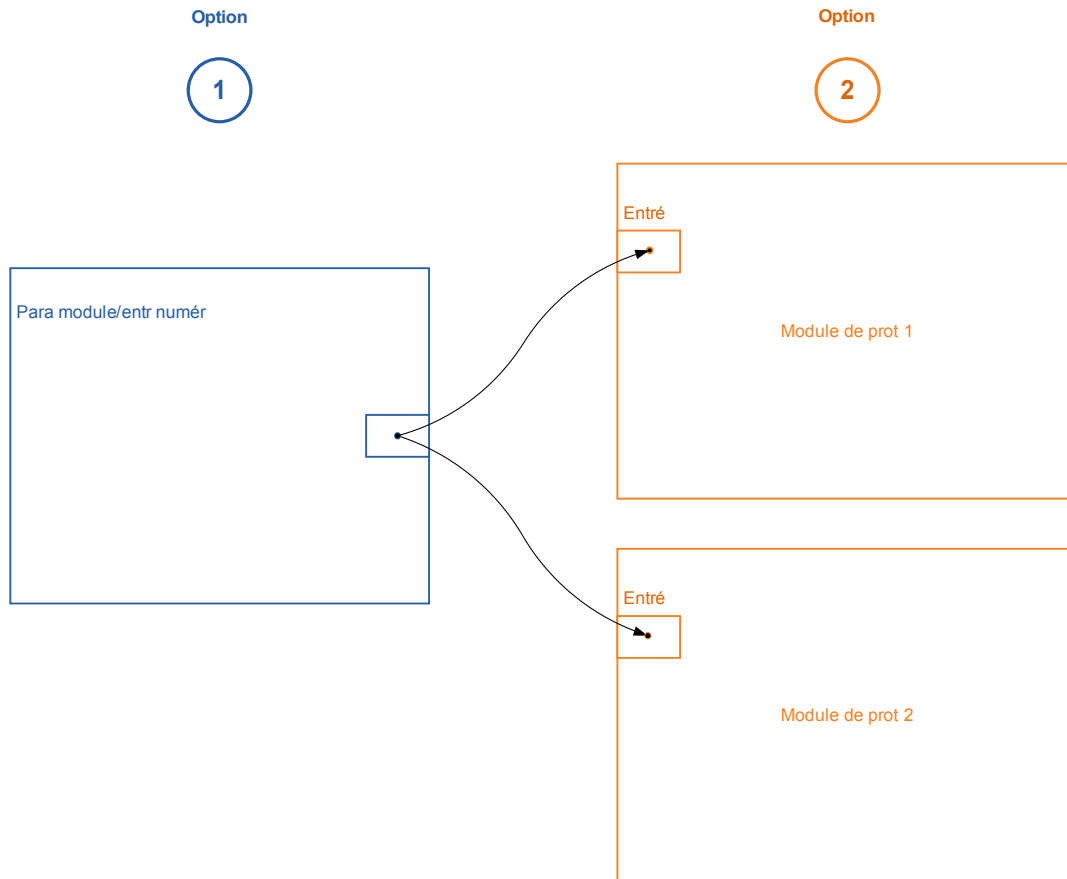 Option
Option
1
2
Entré
Para module/entr numér
Module de prot 1
Entré
Module de prot 2